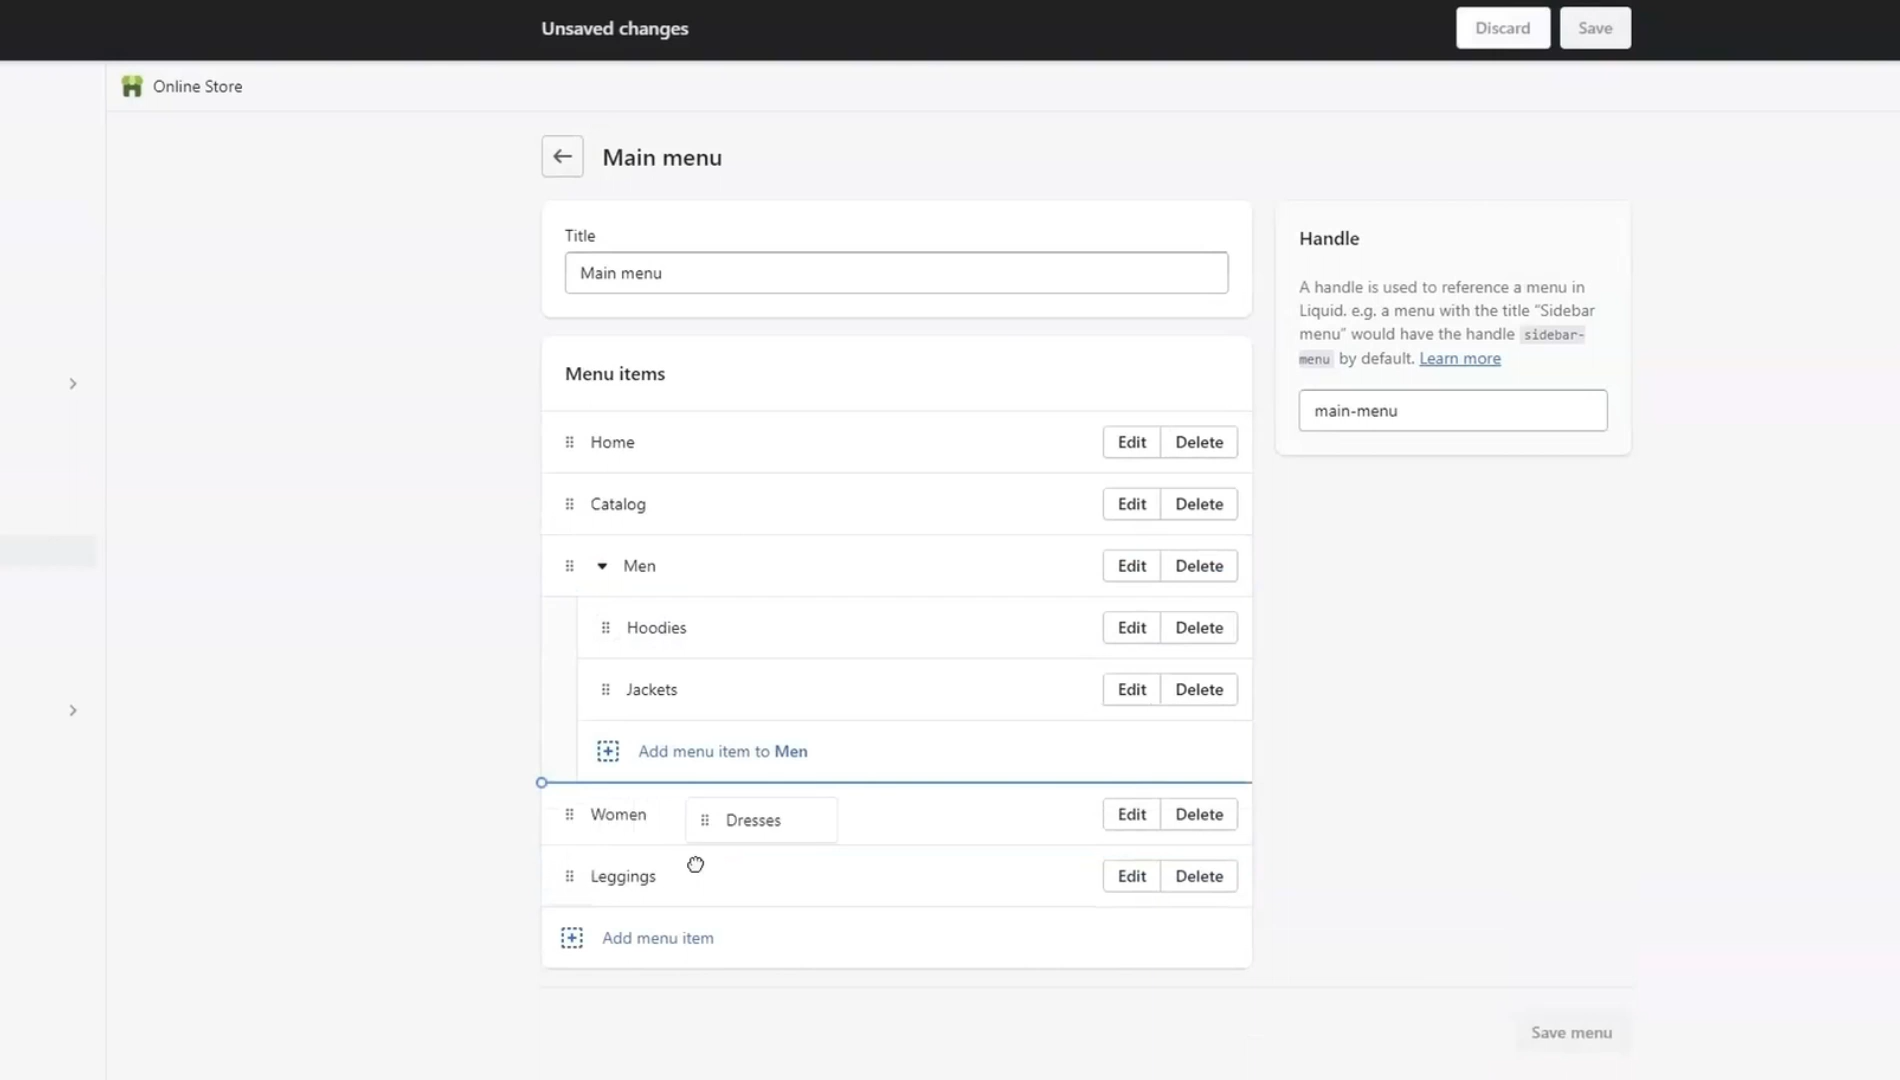 Unsaved changes
Discard
Save
Online Store
Main menu
Title
Main menu
Handle
A handle is used to reference a menu in
Liquid. e.g. a menu with the title “Sidebar
menu” would have the handle sidebar-
menu by default. Learn more
main-menu
Menu items
Home
Edit
Delete
Catalog
Edit
Delete
Men
Edit
Delete
Hoodies
Edit
Delete
Jackets
Edit
Delete
Add menu item to Men
Women
Dresses
Edit
Delete
Leggings
Edit
Delete
Add menu item
Save menu